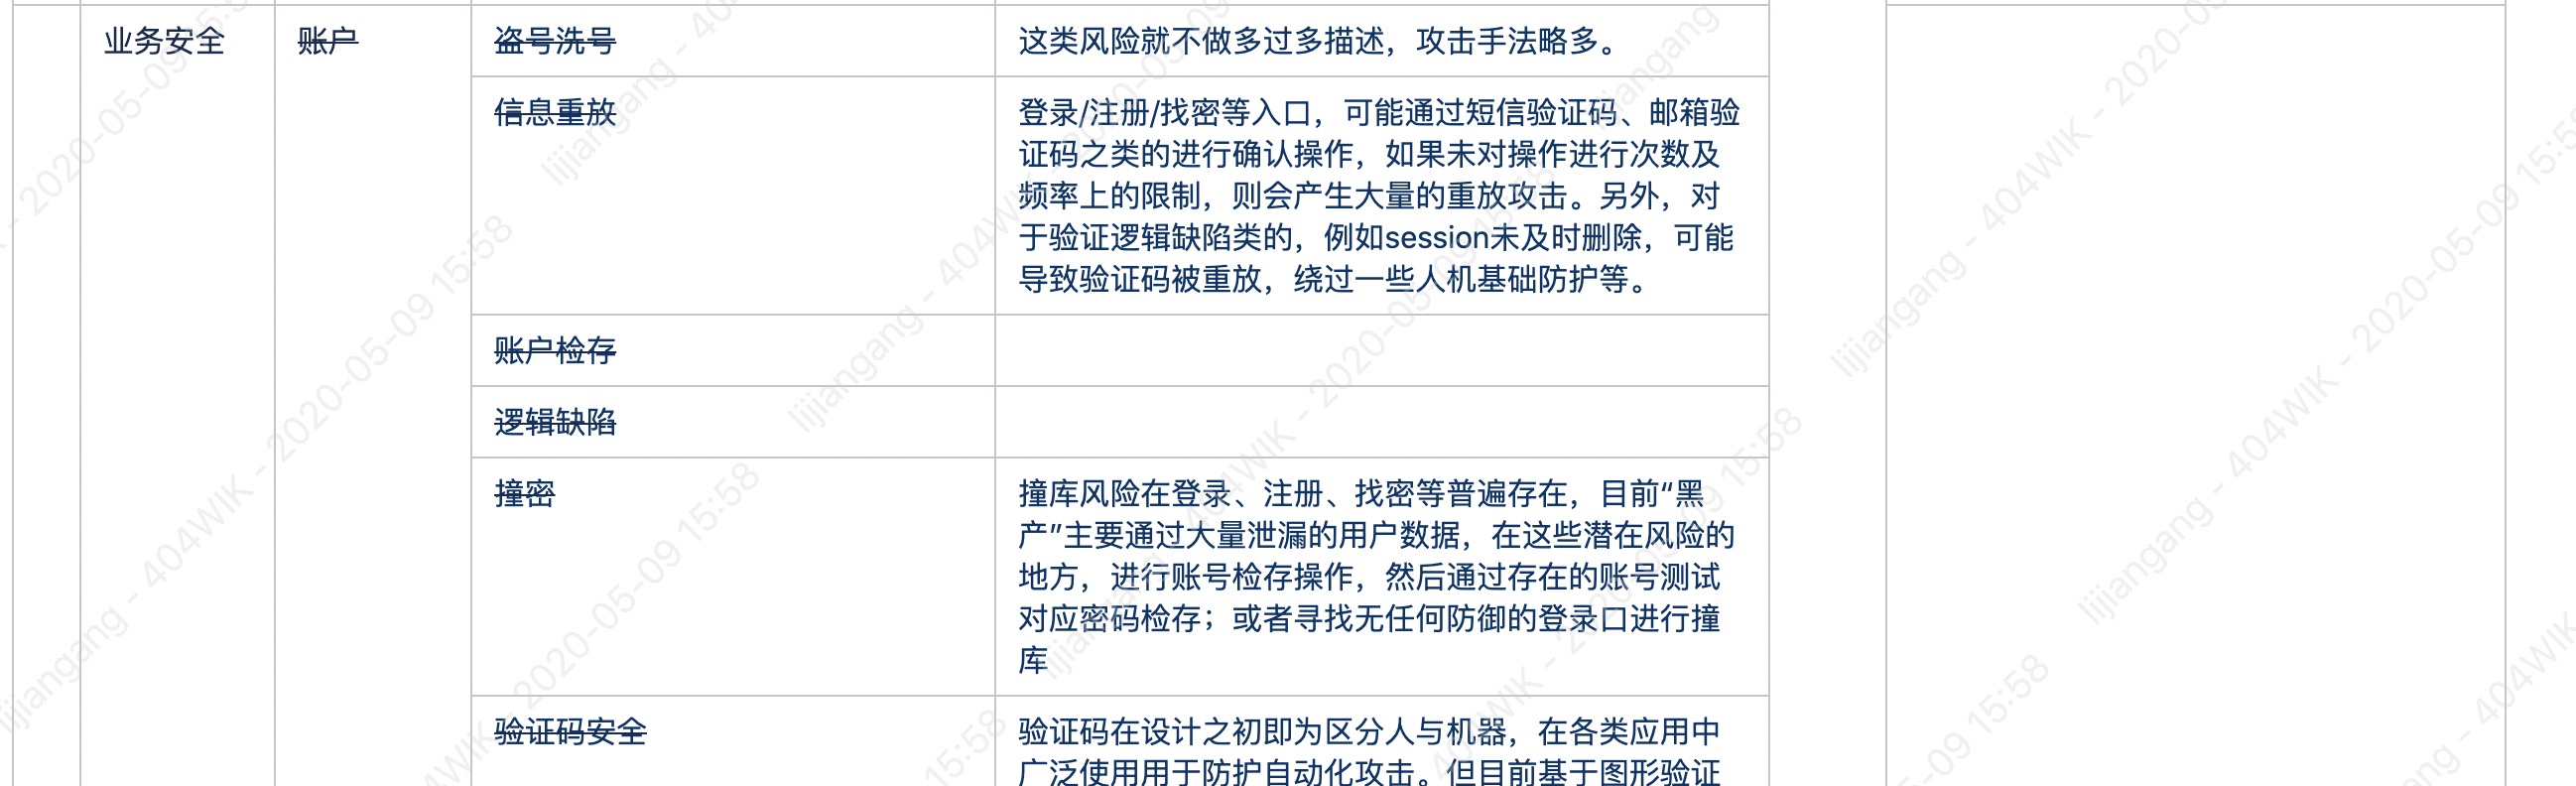 业务安全
账户
盗号洗号
这类风险就不做多过多描述，攻击手法略多。
信息重放
登录/注册/找密等入口，可能通过短信验证码、邮箱验
证码之类的进行确认操作，如果未对操作进行次数及
频率上的限制，则会产生大量的重放攻击。另外，对
于验证逻辑缺陷类的，例如session未及时删除，可能
导致验证码被重放，绕过一些人机基础防护等。
账户检存
逻辑缺陷
撞密
撞库风险在登录、注册、找密等普遍存在，目前“黑
产”主要通过大量泄漏的用户数据，在这些潜在风险的
地方，进行账号检存操作，然后通过存在的账号测试
对应密码检存；或者寻找无任何防御的登录口进行撞
库
验证码安全
验证码在设计之初即为区分人与机器，在各类应用中
广泛使用用于防护自动化攻击。但目前基于图形验证
lijiangang - 404WIK - 2020-05-09 15:58